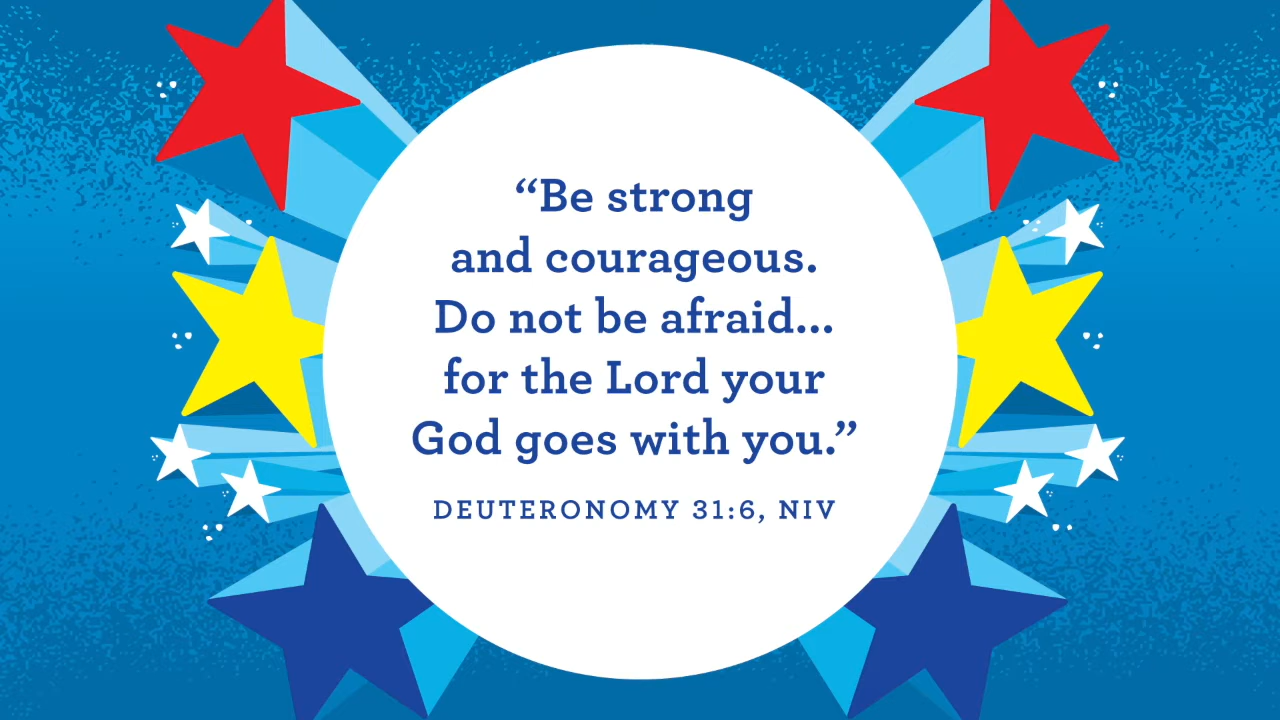 “Be strong
and courageous.
Do not be afraid...
for the Lord your
God goes with you.”
DEUTERONOMY 31:6, NIV